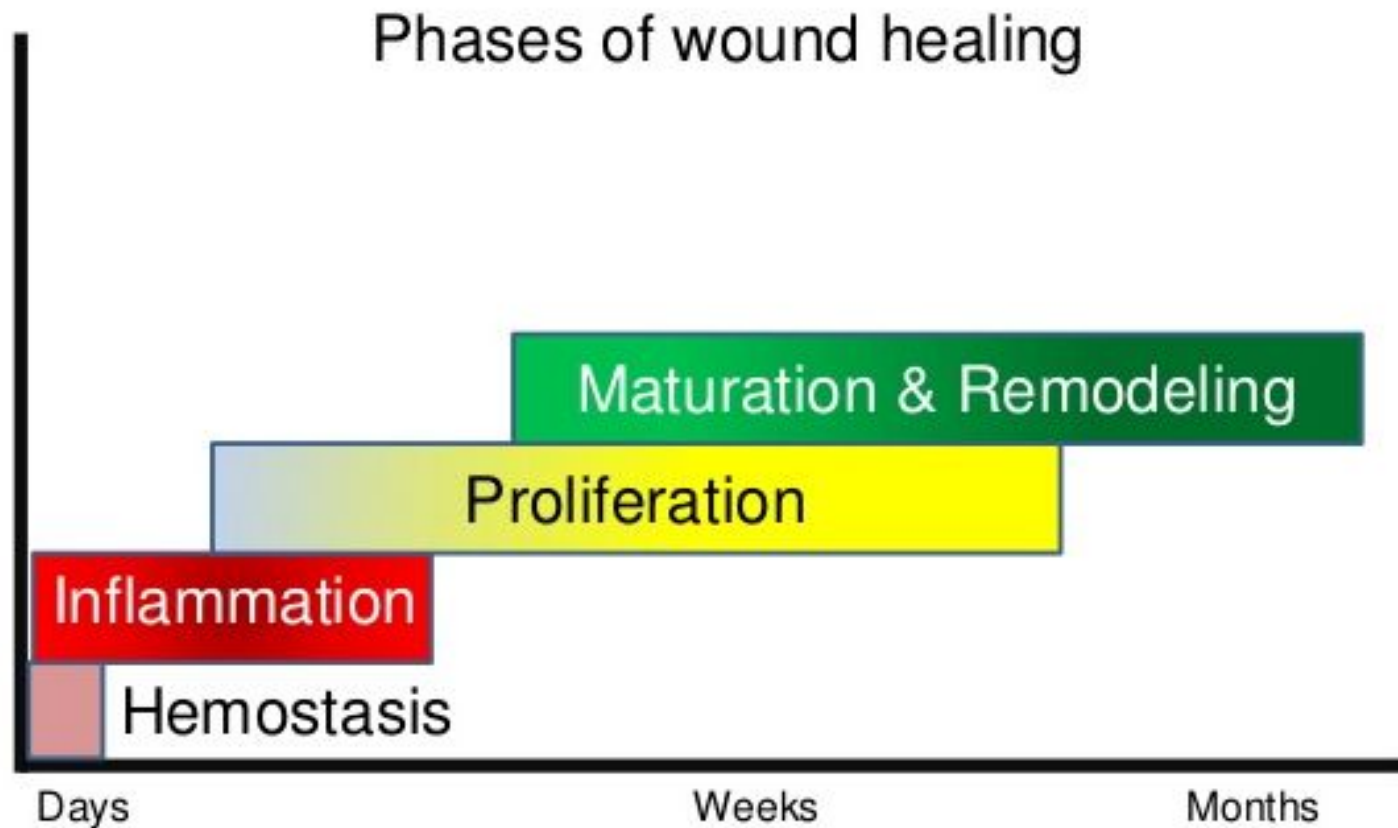 Phases of wound healing
Maturation & Remodeling
Proliferation
Inflammation
Hemostasis
Days Weeks Months